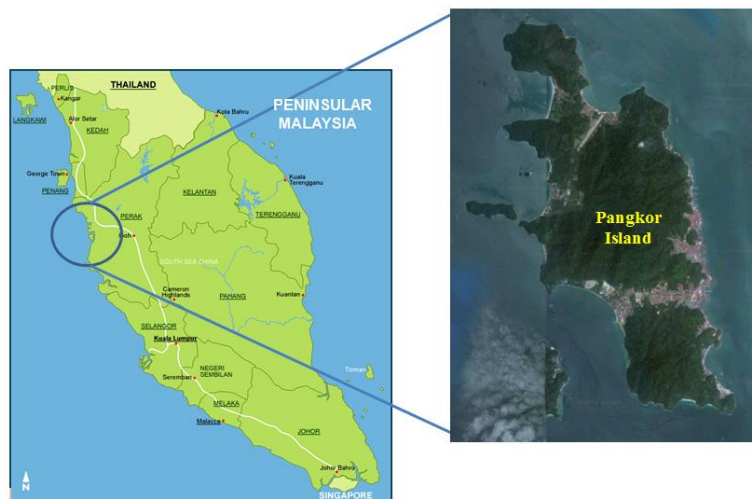 THAILAND
PERLIS
Kangar
LANGKAWI
Alor Setar
KEDAH
PENINSULAR
MALAYSIA
Kota Bahru
George Town
PENANG
Kuala
Terengganu
KELANTAN
TERENGGANU
PERAK
Ipoh
SOUTH SEA CHINA
Cameron
Highlands
PAHANG
Kuantan
SELANGOR
Kuala Lumpur
NEGERI
SEMBILAN
Seremban
Tioman
MELAKA
Malacca
JOHOR
Johor Bahru
N
SINGAPORE
Pangkor
Island